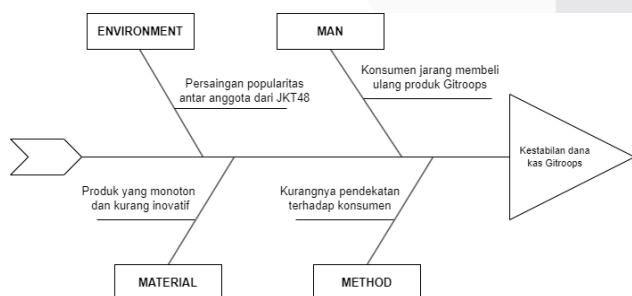 ENVIRONMENT
MAN
Persaingan popularitas
antar anggota dari JKT48
Konsumen jarang membeli
ulang produk Gitroops
Kestabilan dana
kas Gitroops
Produk yang monoton
dan kurang inovatif
Kurangnya pendekatan
terhadap konsumen
MATERIAL
METHOD